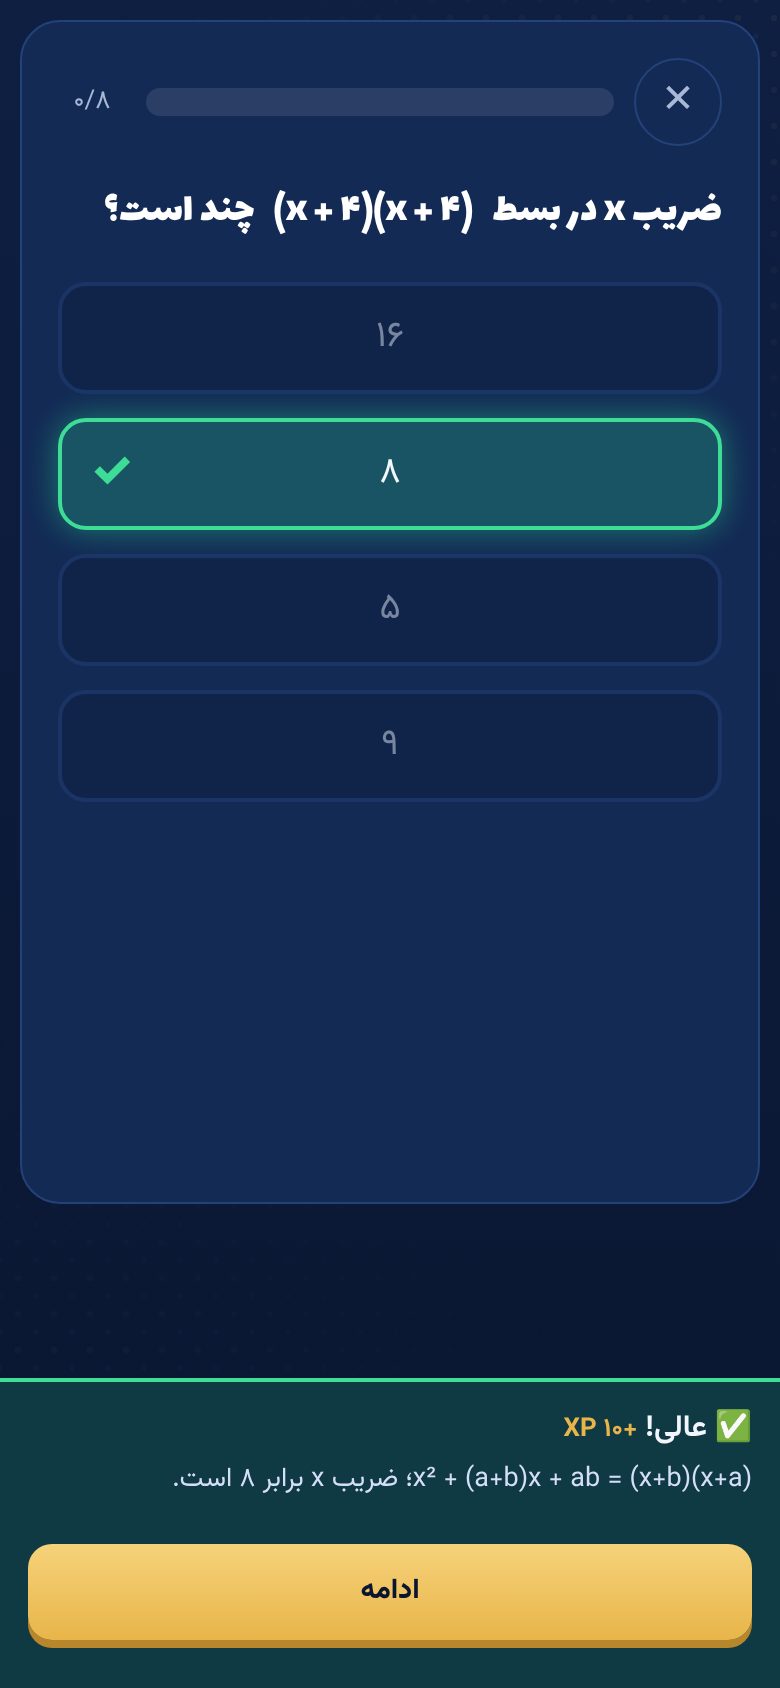 ۰/۸
ضریب x در بسط (x + ۴)(x + ۴) چند است؟
۱۶
۸
۵
۹
✅ عالی! +۱۰ XP
(x+a)(x+b) = x² + (a+b)x + ab؛ ضریب x برابر ۸ است.
ادامه